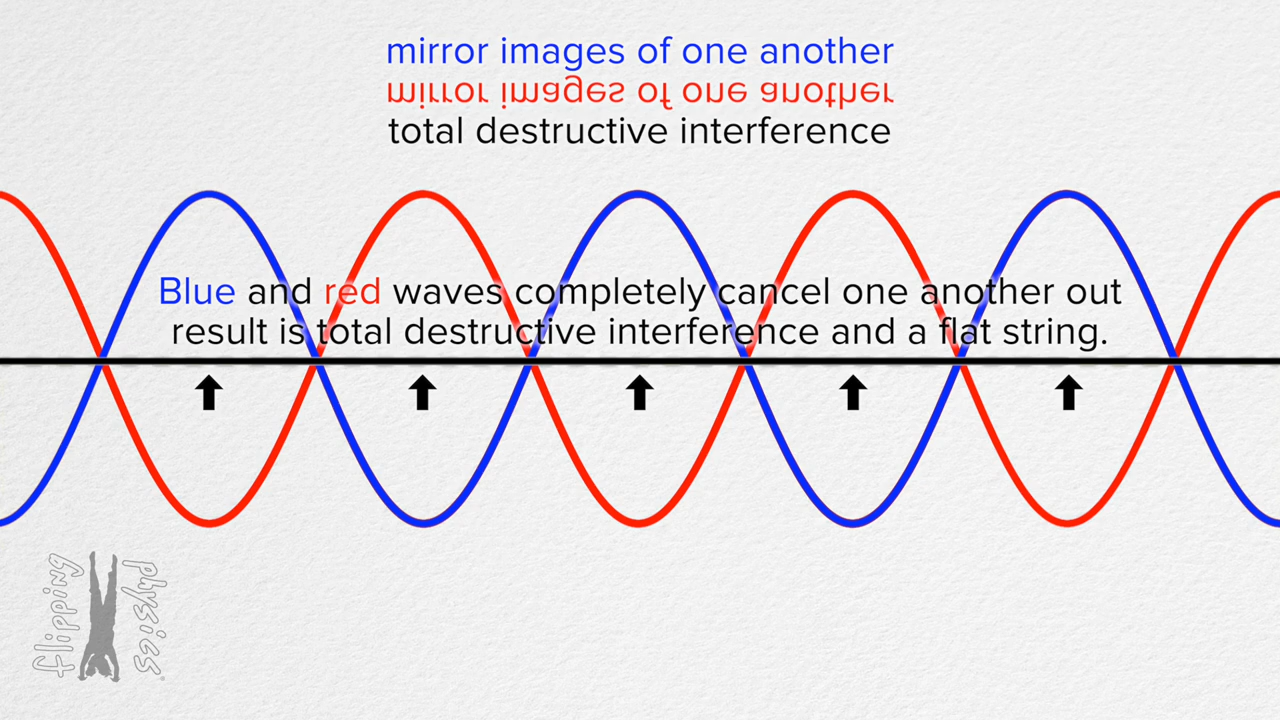 mirror images of one another
mirror images of one another
total destructive interference
Blue and red waves completely cancel one another out
result is total destructive interference and a flat string.
flipping
physics